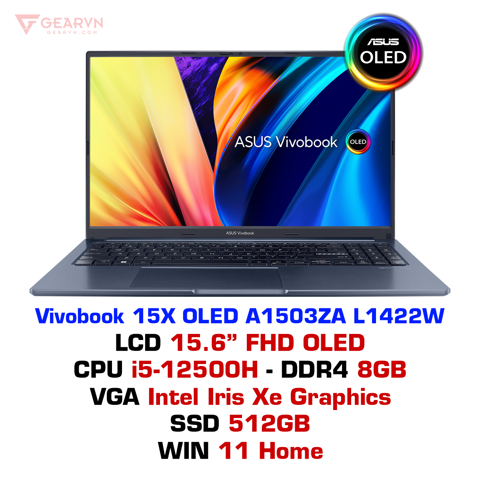 GEARVN
GEARVN.COM
ASUS
OLED
ASUS Vivobook
OLED
ASUS Vivobook
Vivobook 15X OLED A1503ZA L1422W
LCD 15.6” FHD OLED
CPU i5-12500H - DDR4 8GB
VGA Intel Iris Xe Graphics
SSD 512GB
WIN 11 Home